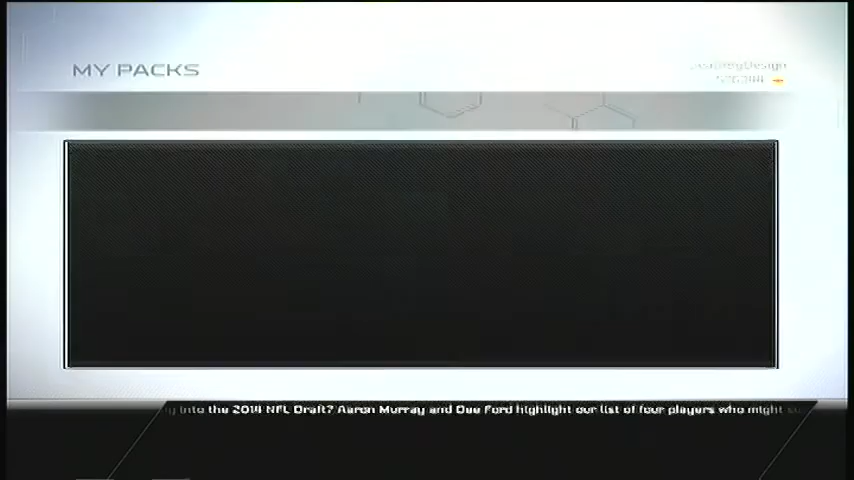 MY PACKS
into the 2014 NFL Draft? Aaron Murray and Dee Ford highlight our list of four players who might